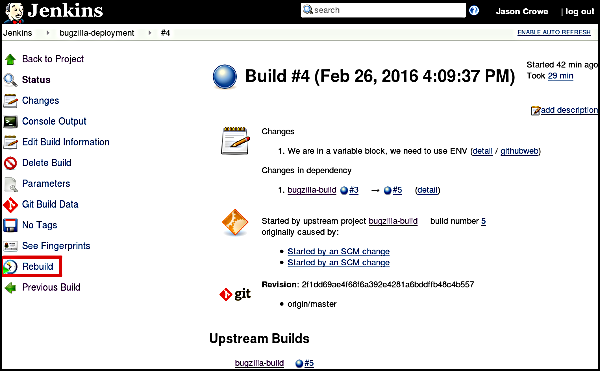 Jenkins
search
Jason Crowe | log out
Jenkins bugzilla-deployment #4
ENABLE AUTO REFRESH
Back to Project
Status
Changes
Console Output
Edit Build Information
Delete Build
Parameters
Git Build Data
No Tags
See Fingerprints
Rebuild
Previous Build
Build #4 (Feb 26, 2016 4:09:37 PM)
Started 42 min ago
Took 29 min
add description
Changes
1. We are in a variable block, we need to use ENV (detail / githubweb)
Changes in dependency
1. bugzilla-build #3 → #5 (detail)
Started by upstream project bugzilla-build build number 5
originally caused by:
• Started by an SCM change
• Started by an SCM change
git
Revision:
• origin/master
Upstream Builds
bugzilla-build #5